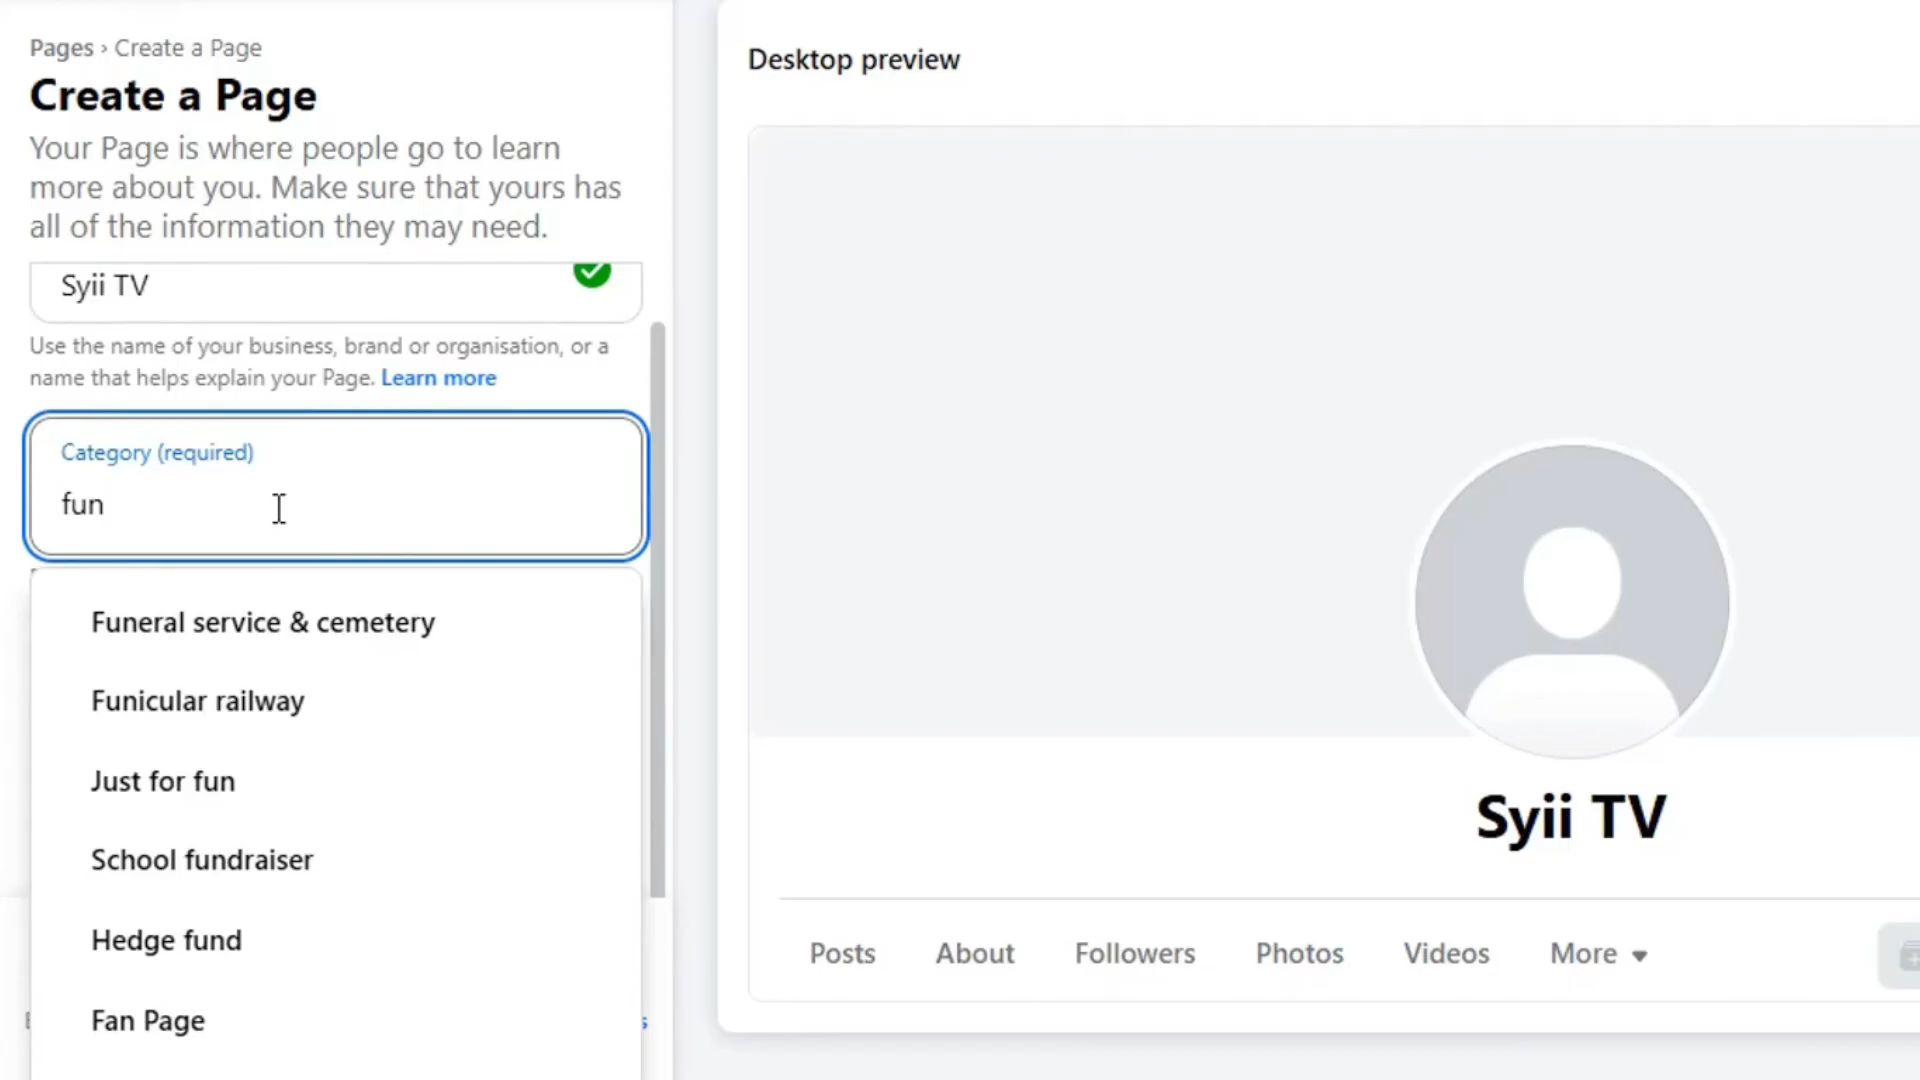 Pages › Create a Page
Create a Page
Your Page is where people go to learn
more about you. Make sure that yours has
all of the information they may need.
Syii TV
Use the name of your business, brand or organisation, or a
name that helps explain your Page. Learn more
Category (required)
fun
Funeral service & cemetery
Funicular railway
Just for fun
School fundraiser
Hedge fund
Fan Page
Desktop preview
Syii TV
Posts
About
Followers
Photos
Videos
More